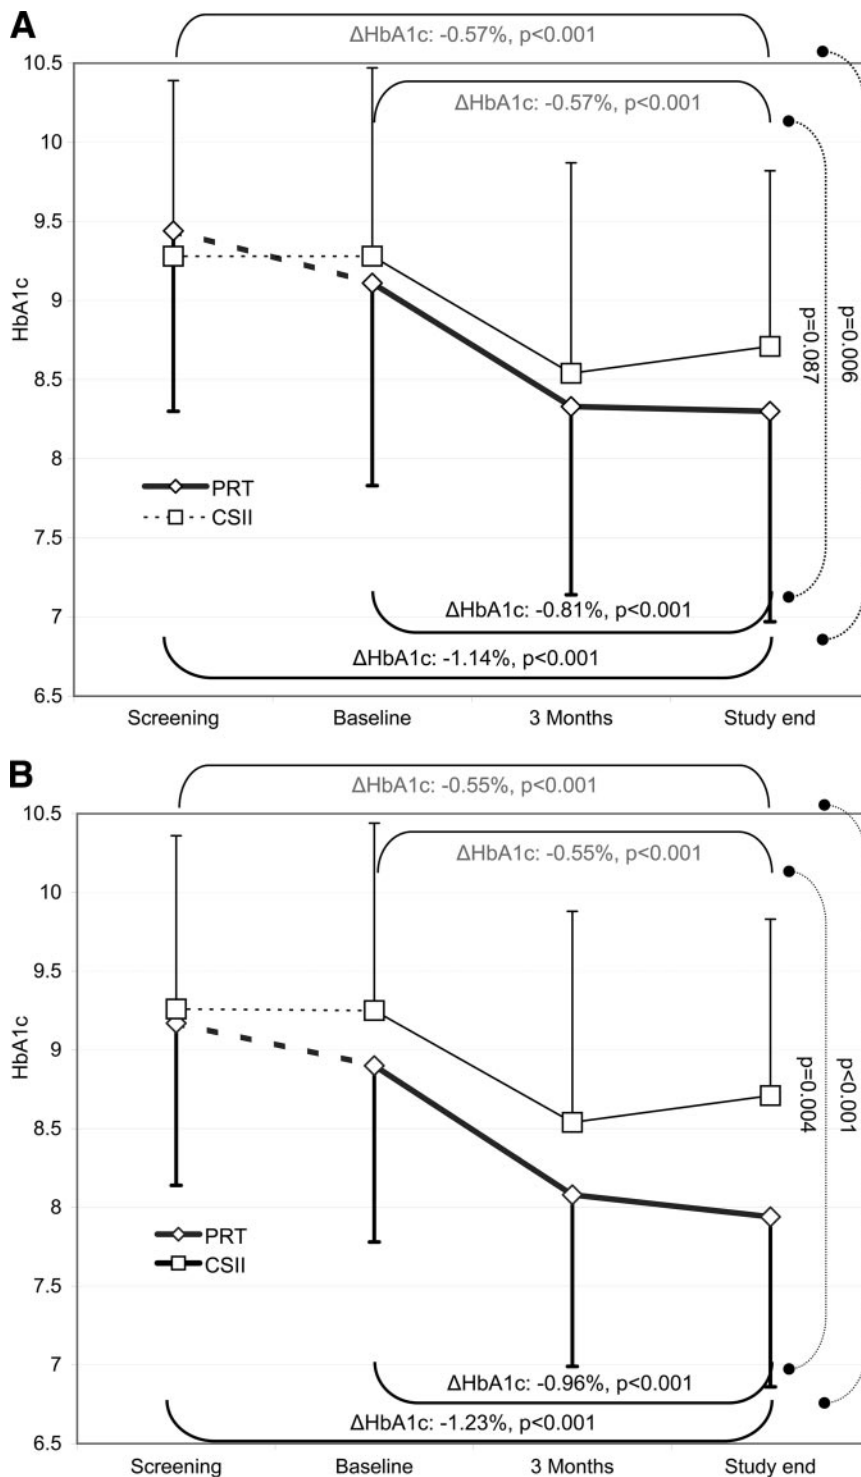 A
ΔHbA1c: -0.57%, p<0.001
10.5
ΔHbA1c: -0.57%, p<0.001
10
9.5
9
8.5
8
7.5
7
6.5
HbA1c
p=0.087
p=0.006
PRT
CSII
ΔHbA1c: -0.81%, p<0.001
ΔHbA1c: -1.14%, p<0.001
Screening Baseline 3 Months Study end
B
ΔHbA1c: -0.55%, p<0.001
10.5
ΔHbA1c: -0.55%, p<0.001
10
9.5
9
8.5
8
7.5
7
6.5
HbA1c
p=0.004
p<0.001
PRT
CSII
ΔHbA1c: -0.96%, p<0.001
ΔHbA1c: -1.23%, p<0.001
Screening Baseline 3 Months Study end